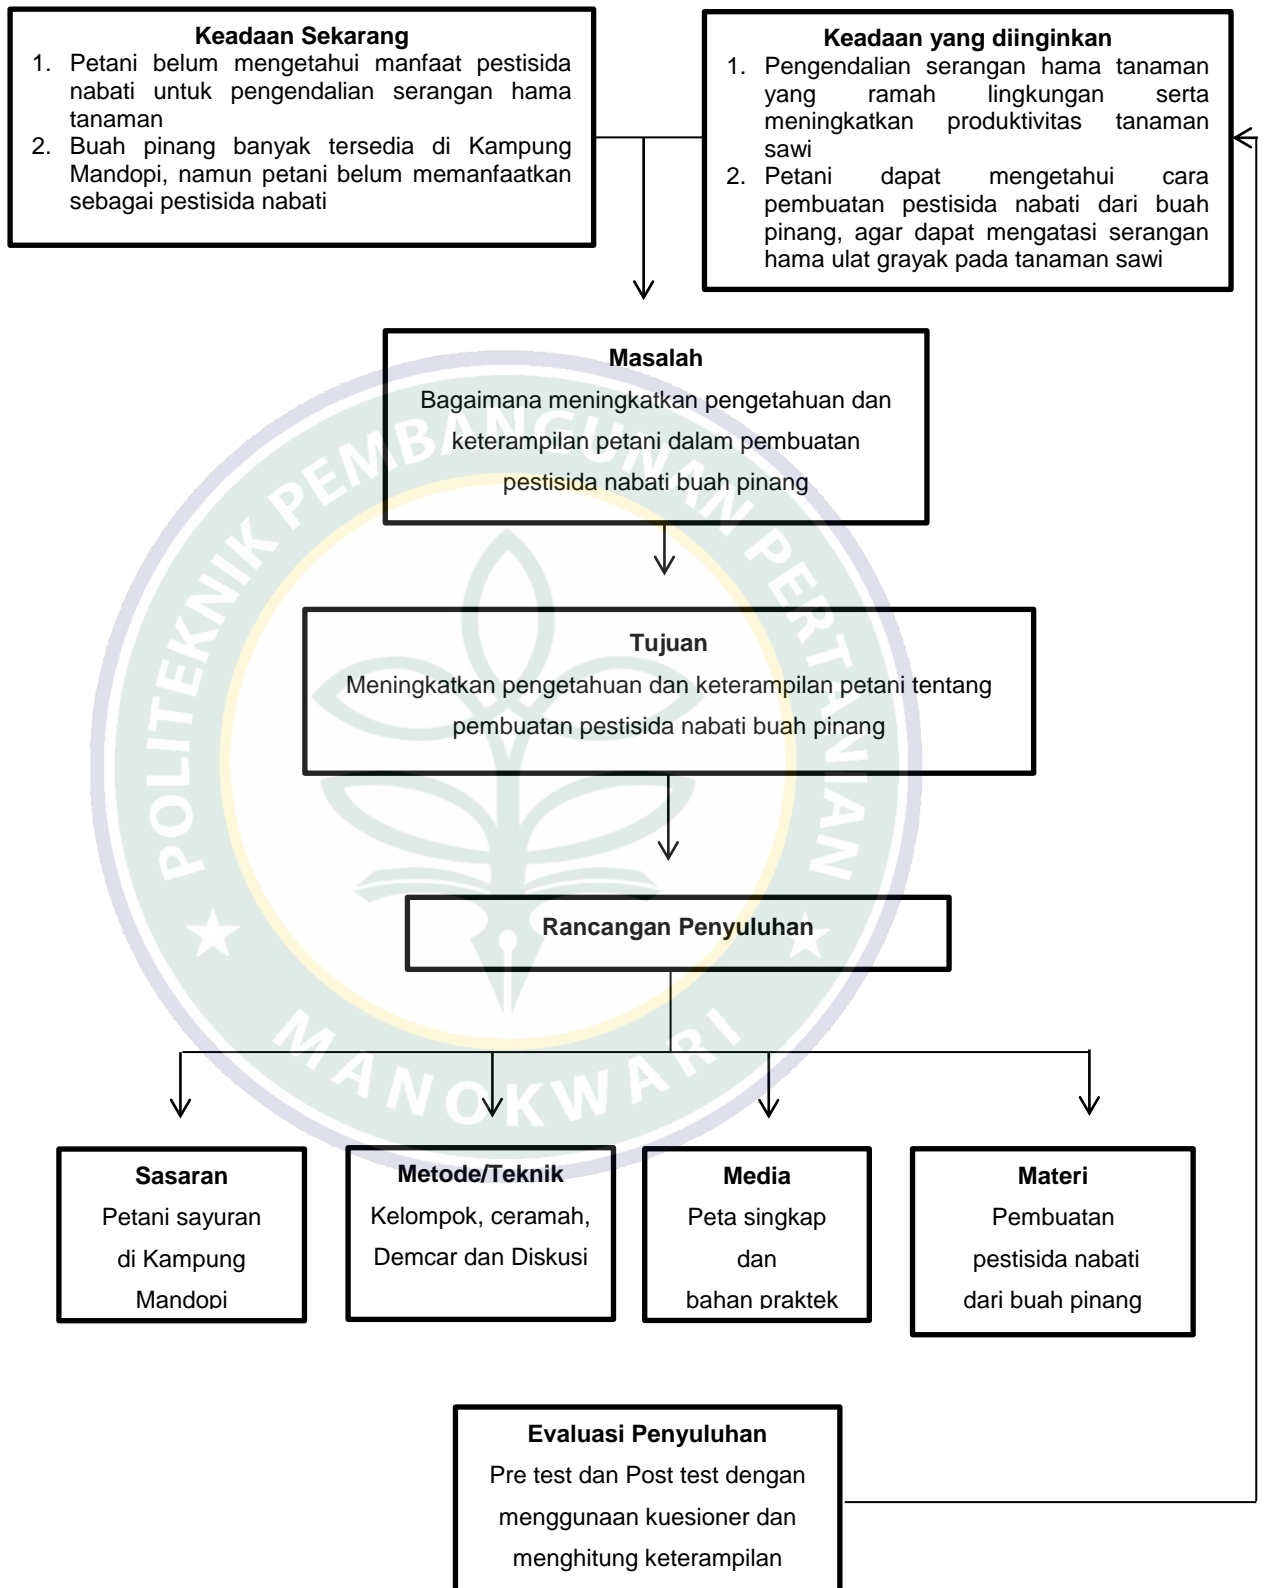 Keadaan Sekarang
1. Petani belum mengetahui manfaat pestisida
nabati untuk pengendalian serangan hama
tanaman
2. Buah pinang banyak tersedia di Kampung
Mandopi, namun petani belum memanfaatkan
sebagai pestisida nabati
Keadaan yang diinginkan
1. Pengendalian serangan hama tanaman
yang ramah lingkungan serta
meningkatkan produktivitas tanaman
sawi
2. Petani dapat mengetahui cara
pembuatan pestisida nabati dari buah
pinang, agar dapat mengatasi serangan
hama ulat grayak pada tanaman sawi
Masalah
Bagaimana meningkatkan pengetahuan dan
keterampilan petani dalam pembuatan
pestisida nabati buah pinang
Tujuan
Meningkatkan pengetahuan dan keterampilan petani tentang
pembuatan pestisida nabati buah pinang
Rancangan Penyuluhan
Sasaran
Petani sayuran
di Kampung
Mandopi
Metode/Teknik
Kelompok, ceramah,
Demcar dan Diskusi
Media
Peta singkap
dan
bahan praktek
Materi
Pembuatan
pestisida nabati
dari buah pinang
Evaluasi Penyuluhan
Pre test dan Post test dengan
menggunaan kuesioner dan
menghitung keterampilan
POLITEKNIK PEMBANGUNAN PERTANIAN
MANOKWARI